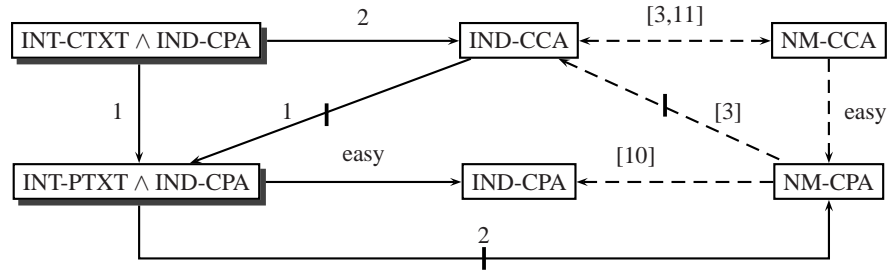 2
[3,11]
INT-CTXT ∧ IND-CPA
IND-CCA
NM-CCA
1
1
[3]
easy
easy
[10]
INT-PTXT ∧ IND-CPA
IND-CPA
NM-CPA
2